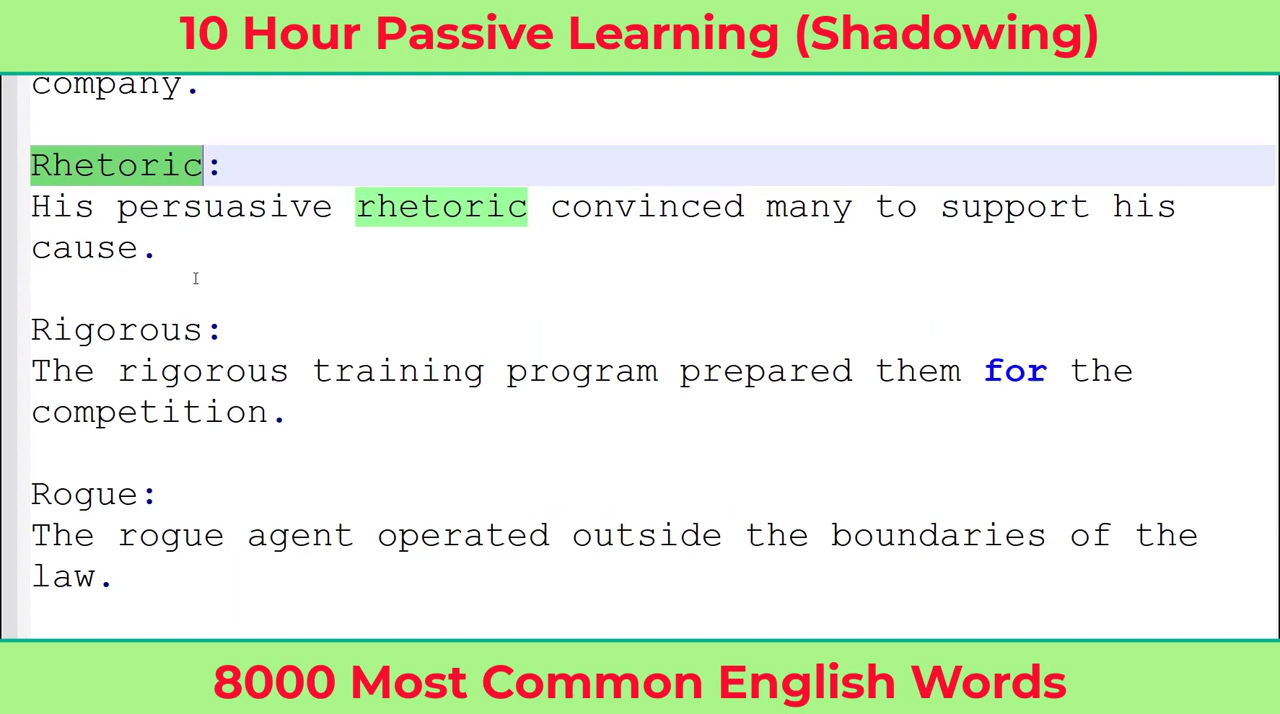 10 Hour Passive Learning (Shadowing)
company.
Rhetoric:
His persuasive rhetoric convinced many to support his
cause.
Rigorous:
The rigorous training program prepared them for the
competition.
Rogue:
The rogue agent operated outside the boundaries of the
law.
8000 Most Common English Words